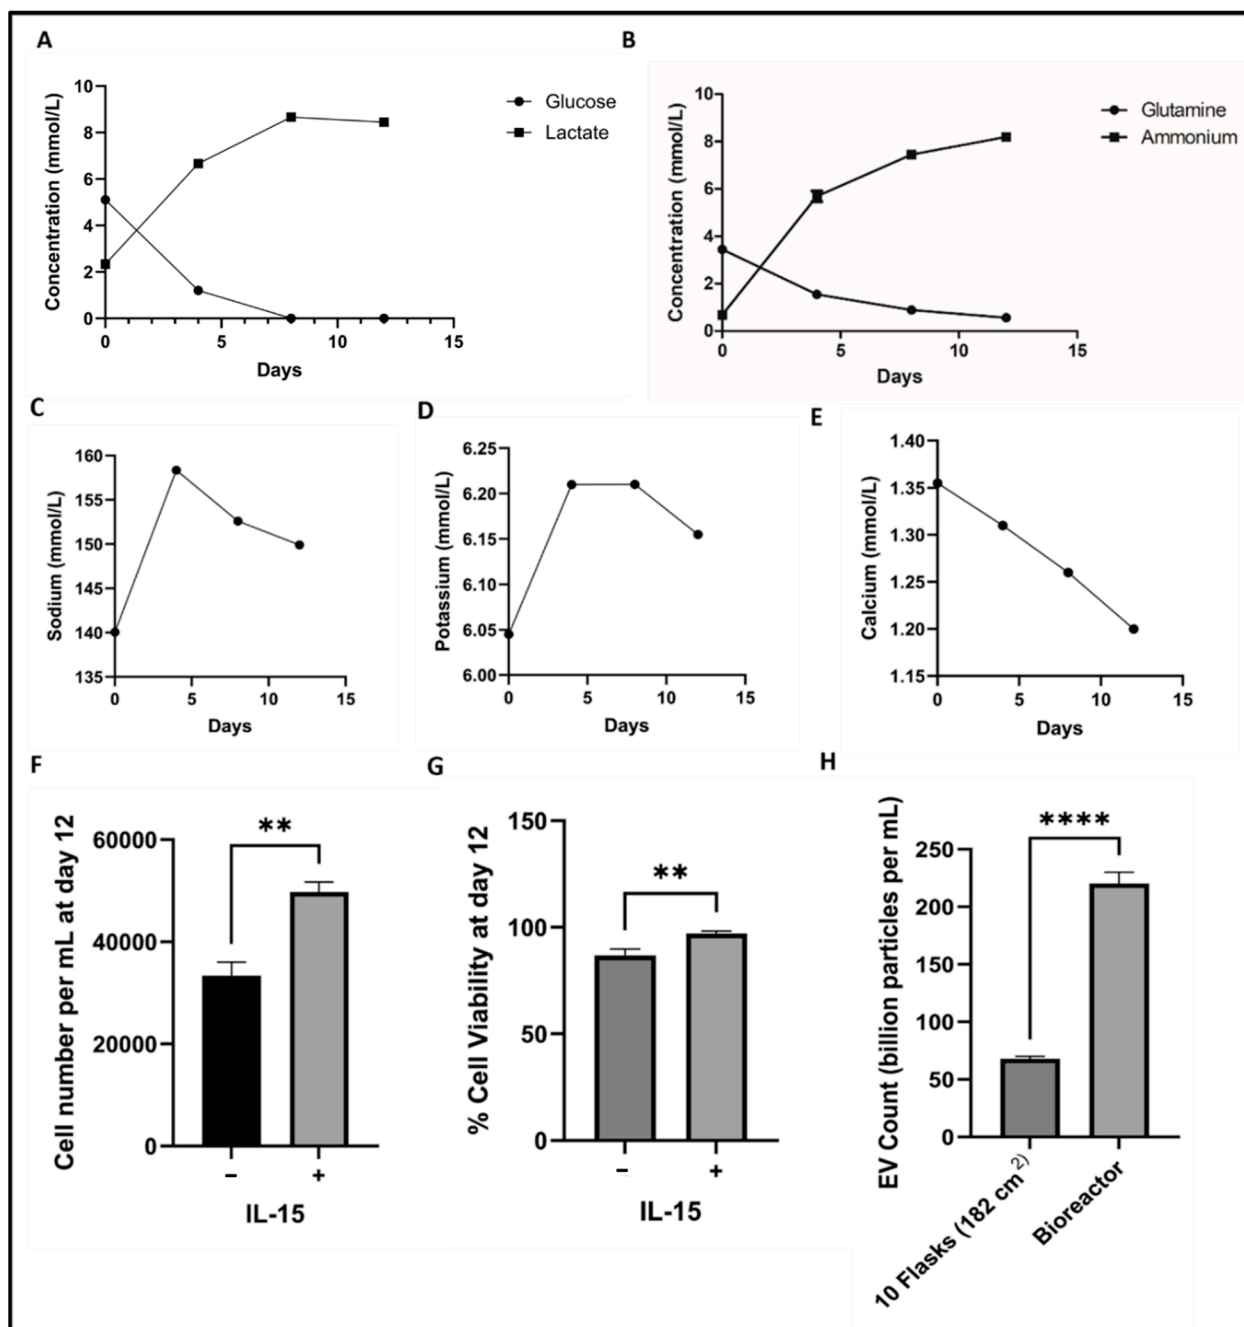 A
Concentration (mmol/L)
10
8
6
4
2
0
0 5 10 15
Days
Glucose
Lactate
B
Concentration (mmol/L)
10
8
6
4
2
0
0 5 10 15
Days
Glutamine
Ammonium
C
Sodium (mmol/L)
160
155
150
145
140
135
0 5 10 15
Days
D
Potassium (mmol/L)
6.25
6.20
6.15
6.10
6.05
6.00
0 5 10 15
Days
E
Calcium (mmol/L)
1.40
1.35
1.30
1.25
1.20
1.15
0 5 10 15
Days
F
Cell number per mL at day 12
60000
40000
20000
0
**
– +
IL-15
G
% Cell Viability at day 12
150
100
50
0
**
– +
IL-15
H
EV Count (billion particles per mL)
250
200
150
100
50
0
****
10 Flasks (182 cm²)
Bioreactor